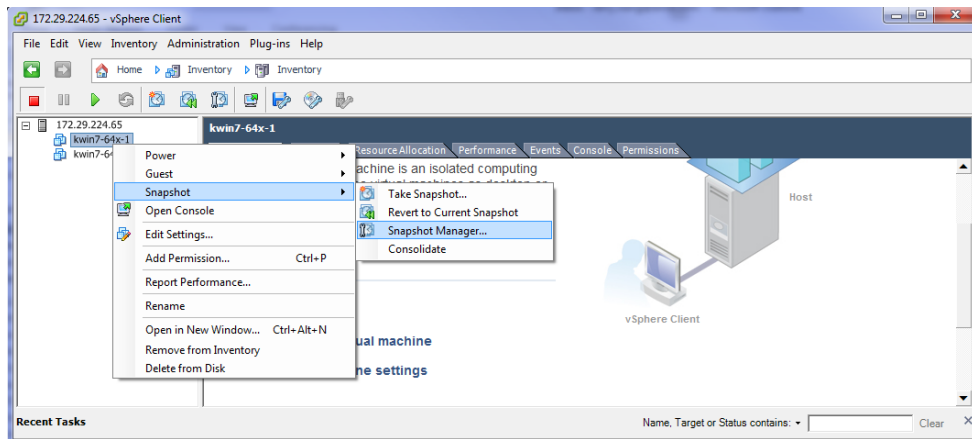 172.29.224.65 - vSphere Client
File Edit View Inventory Administration Plug-ins Help
Home Inventory Inventory
172.29.224.65
kwin7-64x-1
kwin7-64
kwin7-64x-1
Resource Allocation Performance Events Console Permissions
achine is an isolated computing
Host
vSphere Client
ual machine
ne settings
Power
Guest
Snapshot
Open Console
Edit Settings...
Add Permission... Ctrl+P
Report Performance...
Rename
Open in New Window... Ctrl+Alt+N
Remove from Inventory
Delete from Disk
Take Snapshot...
Revert to Current Snapshot
Snapshot Manager...
Consolidate
Recent Tasks
Name, Target or Status contains:
Clear